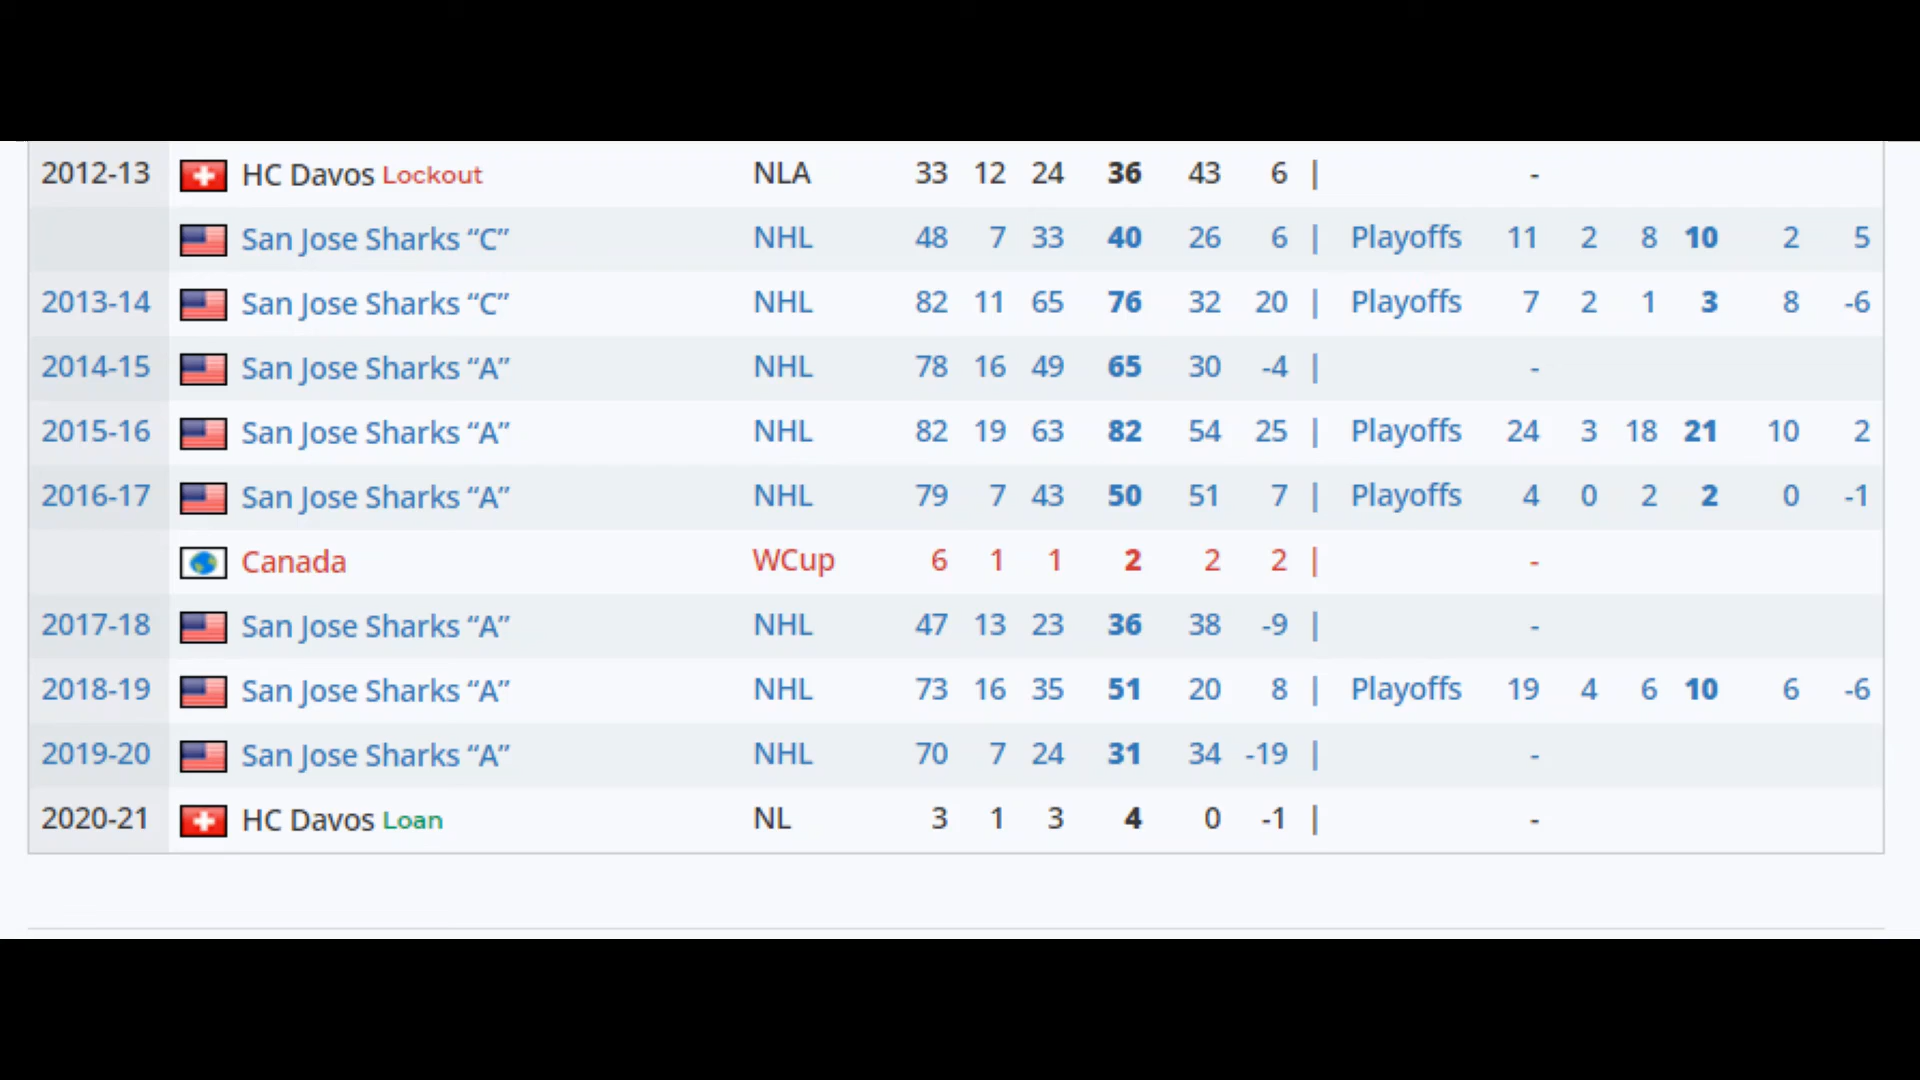 2012-13 HC Davos Lockout NLA 33 12 24 36 43 6 | -
San Jose Sharks “C” NHL 48 7 33 40 26 6 | Playoffs 11 2 8 10 2 5
2013-14 San Jose Sharks “C” NHL 82 11 65 76 32 20 | Playoffs 7 2 1 3 8 -6
2014-15 San Jose Sharks “A” NHL 78 16 49 65 30 -4 | -
2015-16 San Jose Sharks “A” NHL 82 19 63 82 54 25 | Playoffs 24 3 18 21 10 2
2016-17 San Jose Sharks “A” NHL 79 7 43 50 51 7 | Playoffs 4 0 2 2 0 -1
Canada WCup 6 1 1 2 2 2 | -
2017-18 San Jose Sharks “A” NHL 47 13 23 36 38 -9 | -
2018-19 San Jose Sharks “A” NHL 73 16 35 51 20 8 | Playoffs 19 4 6 10 6 -6
2019-20 San Jose Sharks “A” NHL 70 7 24 31 34 -19 | -
2020-21 HC Davos Loan NL 3 1 3 4 0 -1 | -